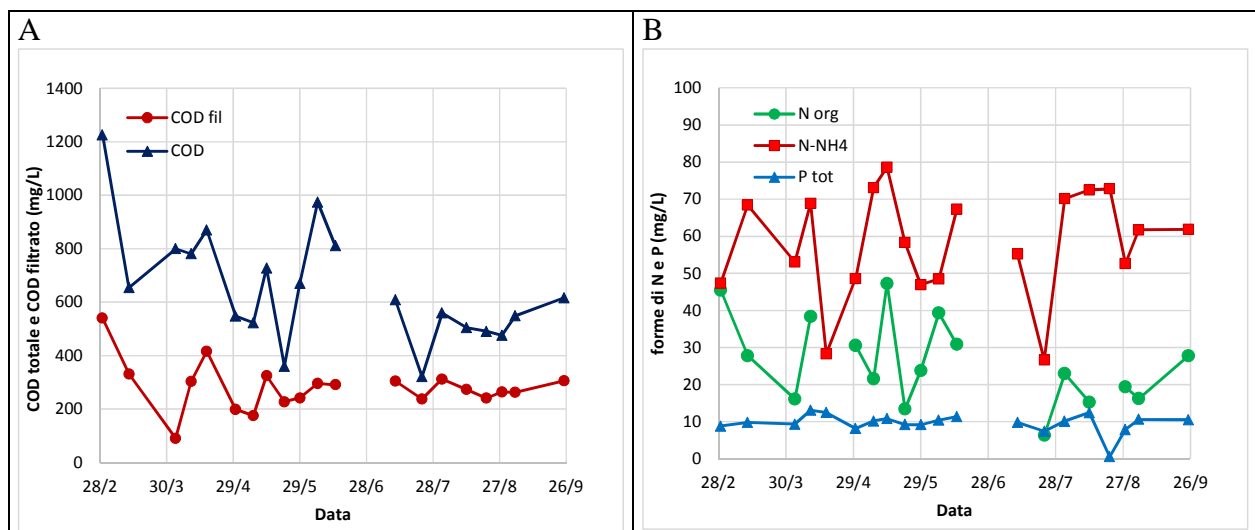 A
COD totale e COD filtrato (mg/L)
1400
1200
1000
800
600
400
200
0
COD fil
COD
28/2 30/3 29/4 29/5 28/6 28/7 27/8 26/9
Data
B
forme di N e P (mg/L)
100
90
80
70
60
50
40
30
20
10
0
N org
N-NH4
P tot
28/2 30/3 29/4 29/5 28/6 28/7 27/8 26/9
Data